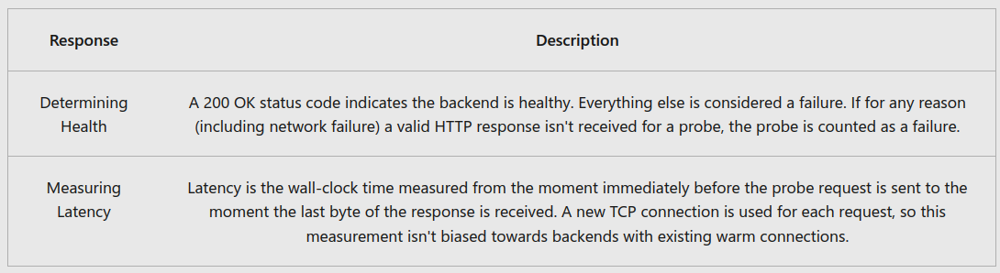 Response
Description
Determining
Health
A 200 OK status code indicates the backend is healthy. Everything else is considered a failure. If for any reason
(including network failure) a valid HTTP response isn't received for a probe, the probe is counted as a failure.
Measuring
Latency
Latency is the wall-clock time measured from the moment immediately before the probe request is sent to the
moment the last byte of the response is received. A new TCP connection is used for each request, so this
measurement isn't biased towards backends with existing warm connections.